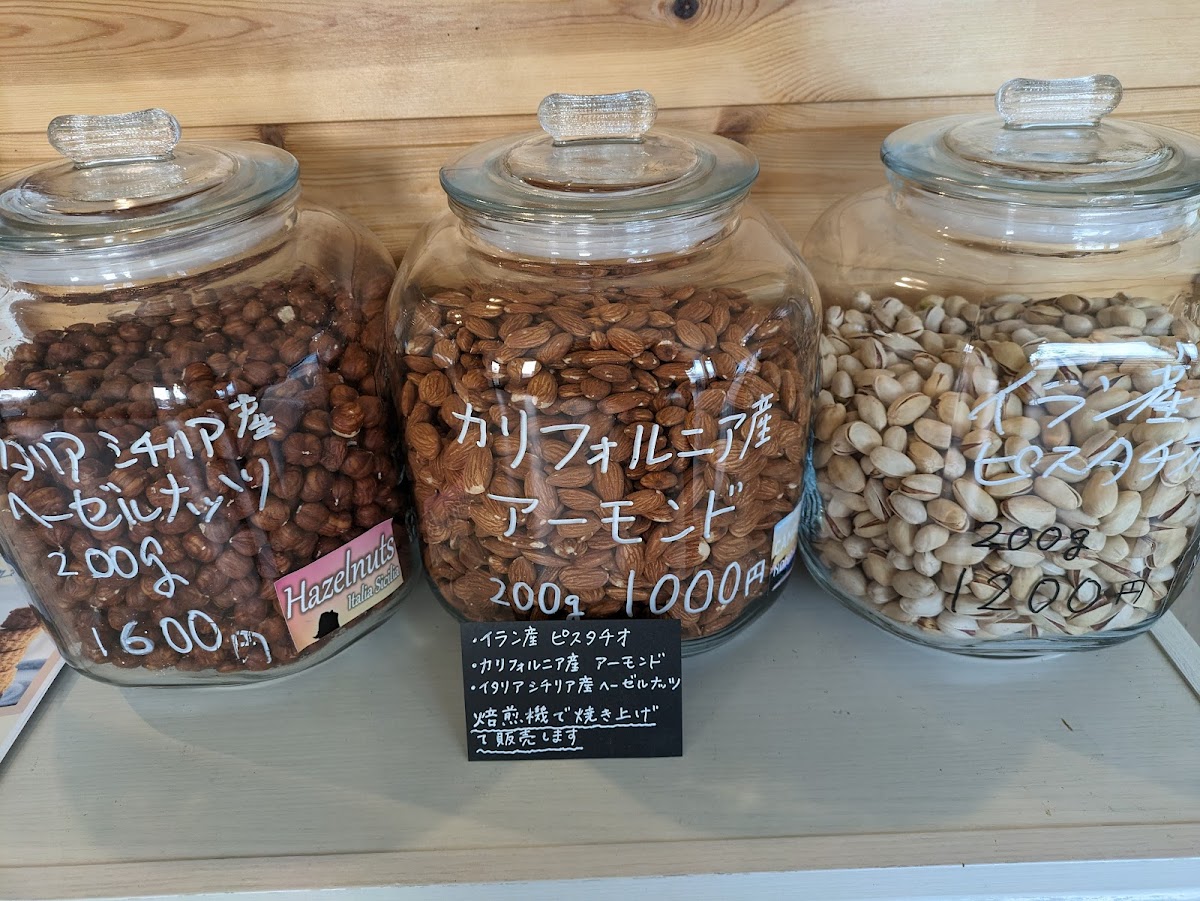 イタリアシチリア産
ヘーゼルナッツ
200g
1600円
Hazelnuts
Italia Sicilia
カリフォルニア産
アーモンド
200g 1000円
イラン産
ピスタチオ
200g
1200円
・イラン産 ピスタチオ
・カリフォルニア産 アーモンド
・イタリアシチリア産ヘーゼルナッツ
焙煎機で焼き上げ
て販売します